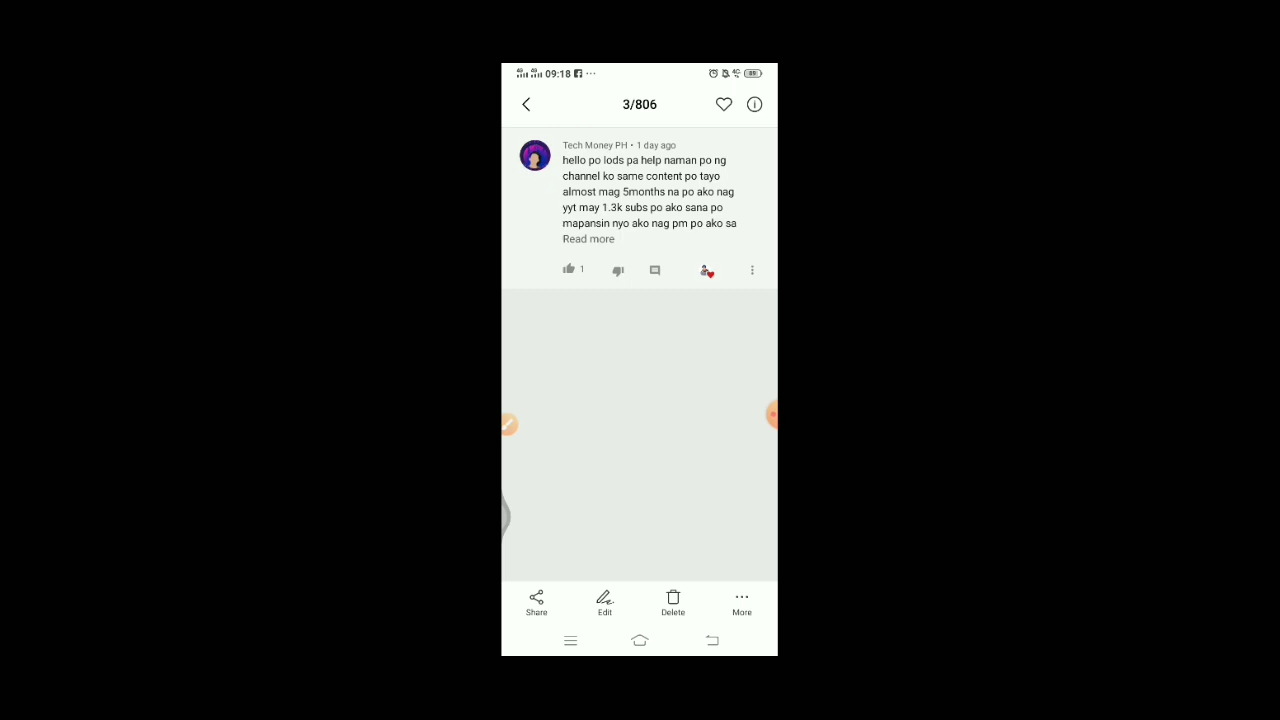 09:18
89
3/806
Tech Money PH • 1 day ago
hello po lods pa help naman po ng
channel ko same content po tayo
almost mag 5months na po ako nag
yyt may 1.3k subs po ako sana po
mapansin nyo ako nag pm po ako sa
Read more
1
Share Edit Delete More